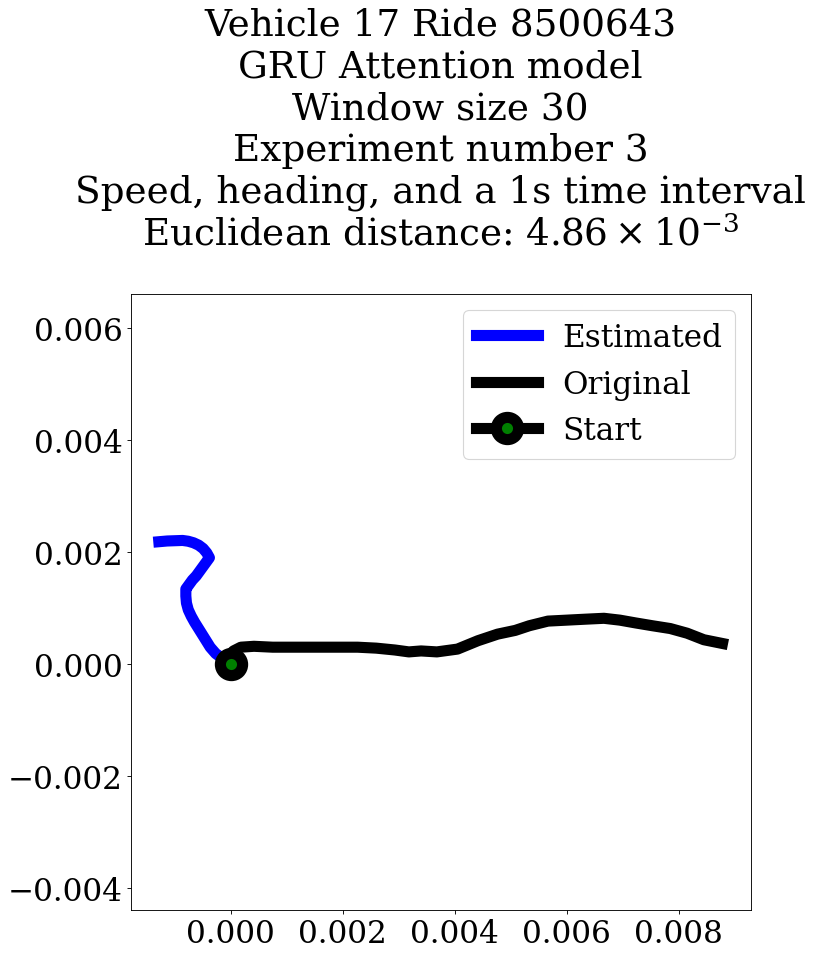 Vehicle 17 Ride 8500643
GRU Attention model
Window size 30
Experiment number 3
Speed, heading, and a 1s time interval
Euclidean distance: 4.86 × 10⁻³
Estimated
Original
Start
0.006
0.004
0.002
0.000
−0.002
−0.004
0.000 0.002 0.004 0.006 0.008